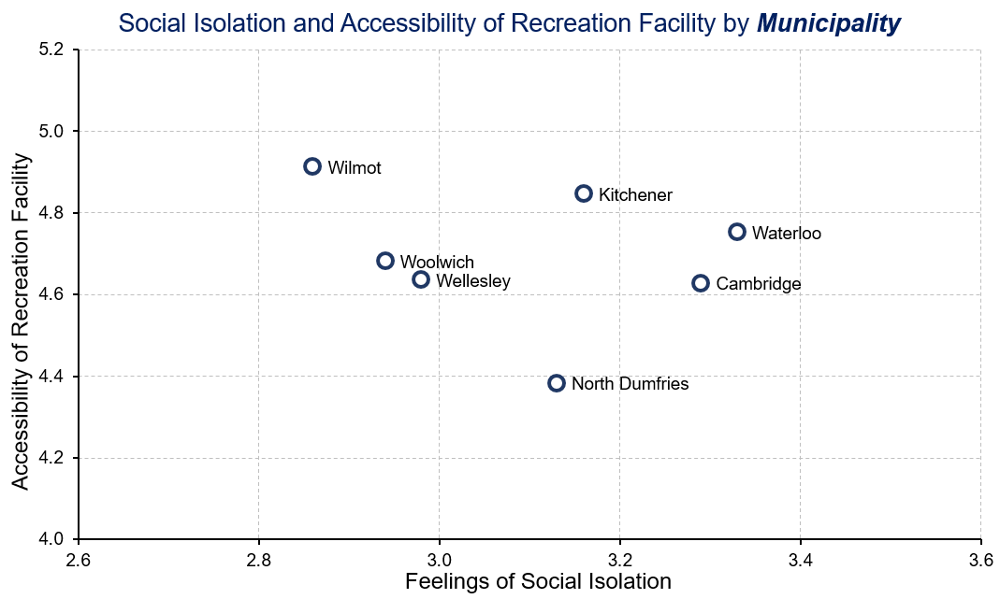 Social Isolation and Accessibility of Recreation Facility by Municipality
5.2
5.0
4.8
4.6
4.4
4.2
4.0
Accessibility of Recreation Facility
Wilmot
Kitchener
Waterloo
Woolwich
Wellesley
Cambridge
North Dumfries
2.6
2.8
3.0
3.2
3.4
3.6
Feelings of Social Isolation